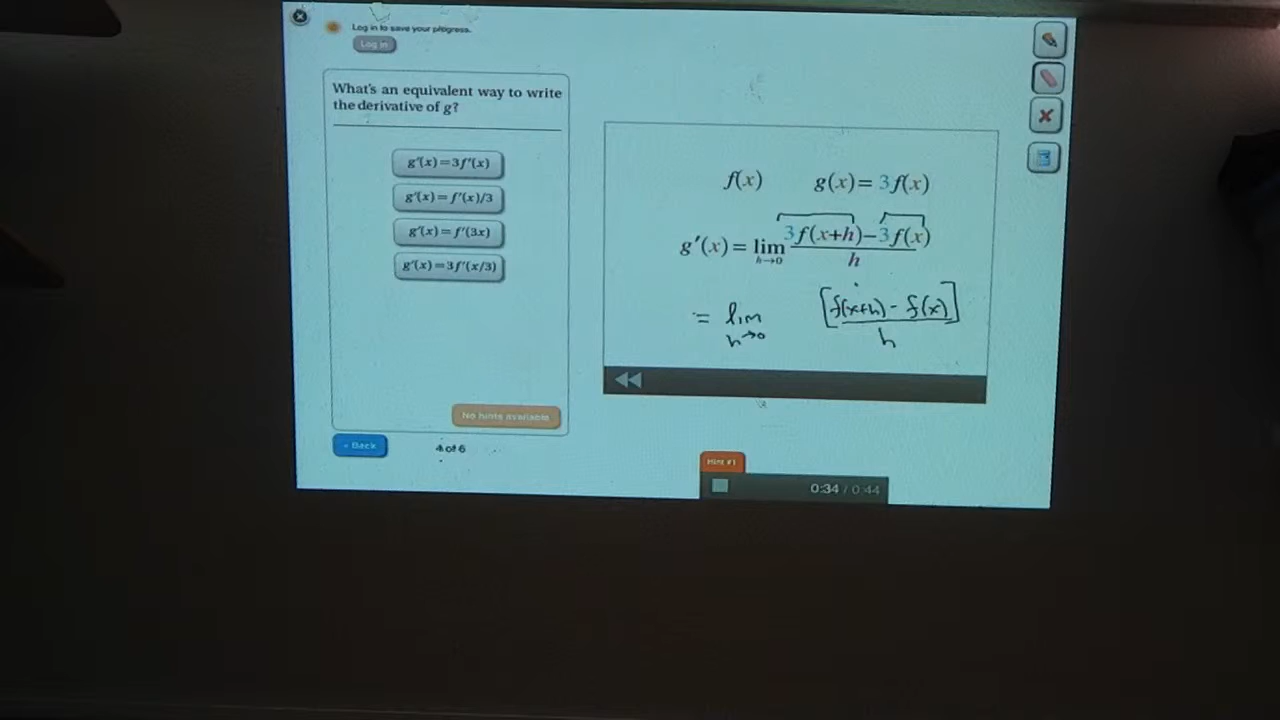 Log in to save your progress.
Log in
What's an equivalent way to write
the derivative of g?
g'(x)=3f'(x)
g'(x)=f'(x)/3
g'(x)=f'(3x)
g'(x)=3f'(x/3)
No hints available
Back
4 of 6
f(x) g(x)= 3f(x)
g'(x)= lim h→0 3f(x+h)−3f(x)
h
= lim h→0 [f(x+h) - f(x)]
h
Hint #1
0:34 / 0:44